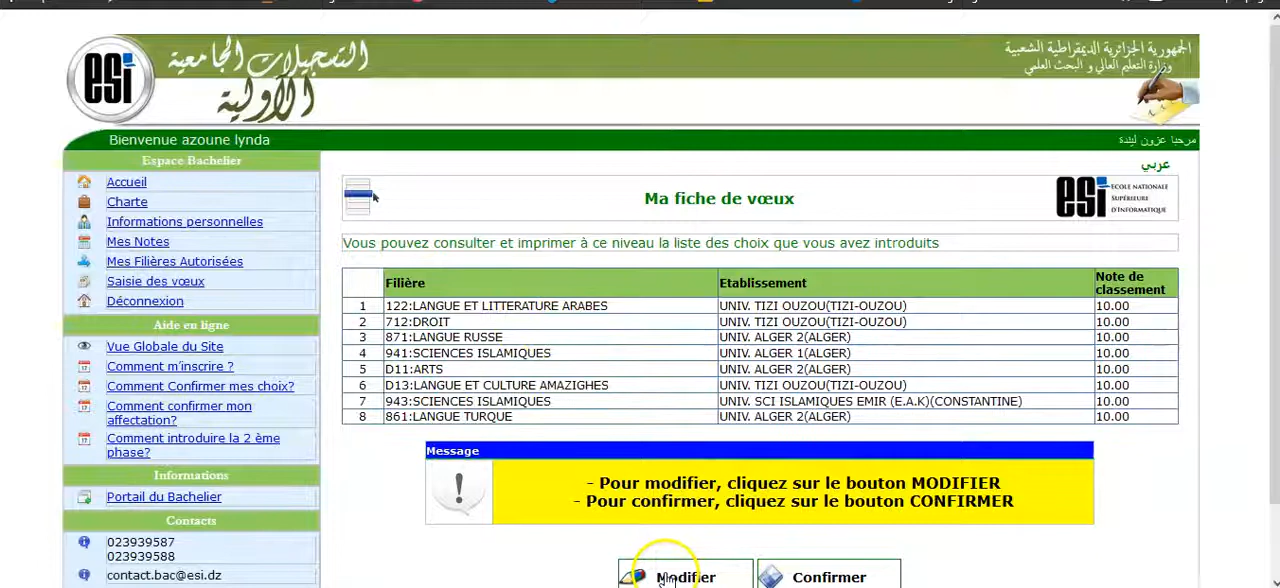 esi
التسجيلات الجامعية
الأولية
الجمهورية الجزائرية الديمقراطية الشعبية
وزارة التعليم العالي و البحث العلمي
Bienvenue azoune lynda
مرحبا عزون ليندة
Espace Bachelier
Accueil
Charte
Informations personnelles
Mes Notes
Mes Filières Autorisées
Saisie des vœux
Déconnexion
Aide en ligne
Vue Globale du Site
Comment m'inscrire ?
Comment Confirmer mes choix?
Comment confirmer mon
affectation?
Comment introduire la 2 ème
phase?
Informations
Portail du Bachelier
Contacts
023939587
023939588
contact.bac@esi.dz
عربي
Ma fiche de vœux
esi
ECOLE NATIONALE
SUPÉRIEURE
D'INFORMATIQUE
Vous pouvez consulter et imprimer à ce niveau la liste des choix que vous avez introduits
Filière Etablissement Note de
classement
1 122:LANGUE ET LITTERATURE ARABES UNIV. TIZI OUZOU(TIZI-OUZOU) 10.00
2 712:DROIT UNIV. TIZI OUZOU(TIZI-OUZOU) 10.00
3 871:LANGUE RUSSE UNIV. ALGER 2(ALGER) 10.00
4 941:SCIENCES ISLAMIQUES UNIV. ALGER 1(ALGER) 10.00
5 D11:ARTS UNIV. ALGER 2(ALGER) 10.00
6 D13:LANGUE ET CULTURE AMAZIGHES UNIV. TIZI OUZOU(TIZI-OUZOU) 10.00
7 943:SCIENCES ISLAMIQUES UNIV. SCI ISLAMIQUES EMIR (E.A.K)(CONSTANTINE) 10.00
8 861:LANGUE TURQUE UNIV. ALGER 2(ALGER) 10.00
Message
- Pour modifier, cliquez sur le bouton MODIFIER
- Pour confirmer, cliquez sur le bouton CONFIRMER
Modifier
Confirmer